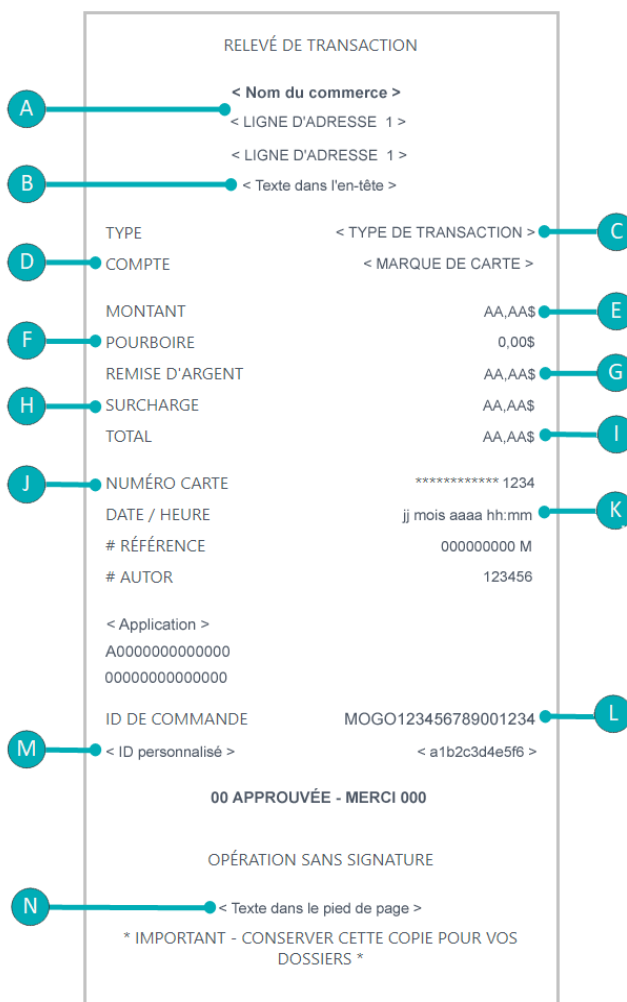 RELEVÉ DE TRANSACTION
A
< Nom du commerce >
< LIGNE D'ADRESSE 1 >
< LIGNE D'ADRESSE 1 >
B
< Texte dans l'en-tête >
TYPE < TYPE DE TRANSACTION > C
D COMPTE < MARQUE DE CARTE >
MONTANT AA,AA$ E
F POURBOIRE 0,00$
REMISE D'ARGENT AA,AA$ G
H SURCHARGE AA,AA$
TOTAL AA,AA$ I
J NUMÉRO CARTE ************ 1234
DATE / HEURE jj mois aaaa hh:mm K
# RÉFÉRENCE 000000000 M
# AUTOR 123456
< Application >
A0000000000000
00000000000000
ID DE COMMANDE MOGO123456789001234 L
M < ID personnalisé > < a1b2c3d4e5f6 >
00 APPROUVÉE - MERCI 000
OPÉRATION SANS SIGNATURE
N < Texte dans le pied de page >
* IMPORTANT - CONSERVER CETTE COPIE POUR VOS
DOSSIERS *